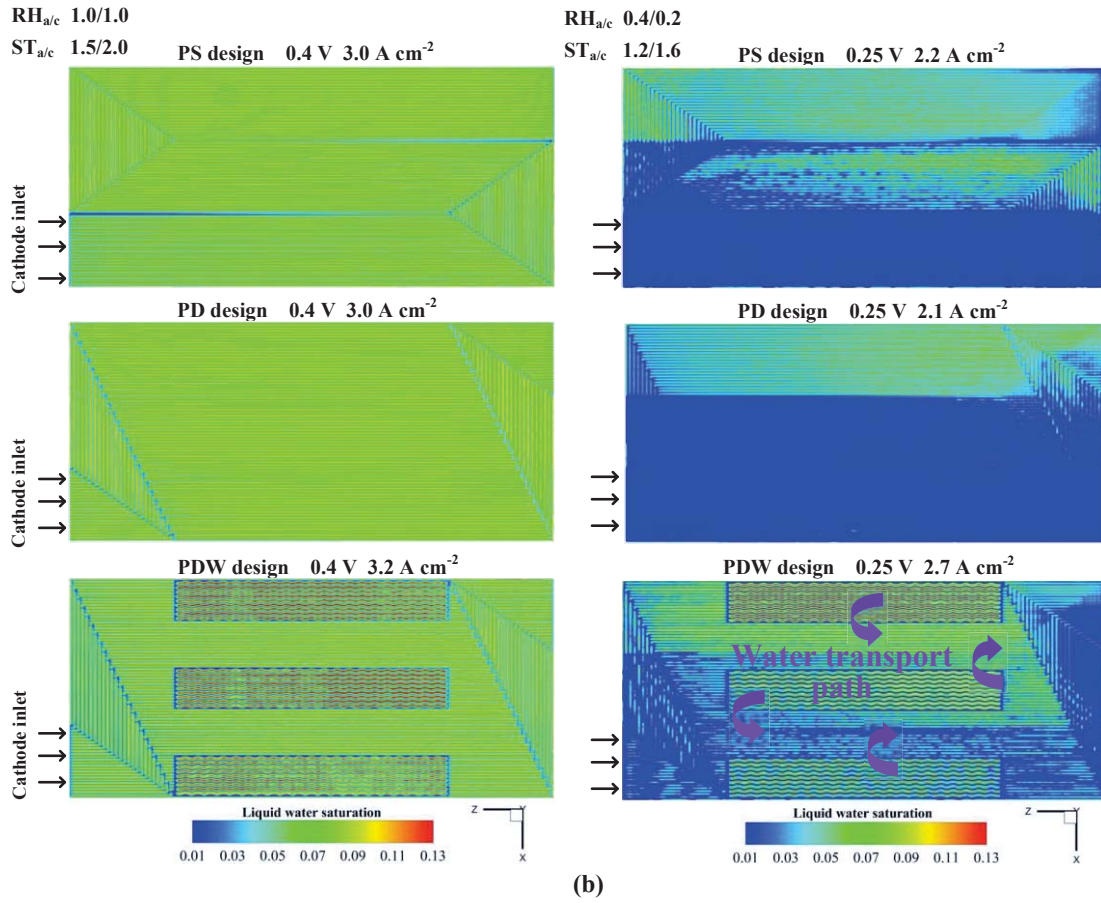 RHa/c 1.0/1.0
STa/c 1.5/2.0
PS design 0.4 V 3.0 A cm-2
Cathode inlet
PD design 0.4 V 3.0 A cm-2
Cathode inlet
PDW design 0.4 V 3.2 A cm-2
Cathode inlet
Liquid water saturation
0.01 0.03 0.05 0.07 0.09 0.11 0.13
Z Y
X
RHa/c 0.4/0.2
STa/c 1.2/1.6
PS design 0.25 V 2.2 A cm-2
PD design 0.25 V 2.1 A cm-2
PDW design 0.25 V 2.7 A cm-2
Water transport
path
Liquid water saturation
0.01 0.03 0.05 0.07 0.09 0.11 0.13
Z Y
X
(b)